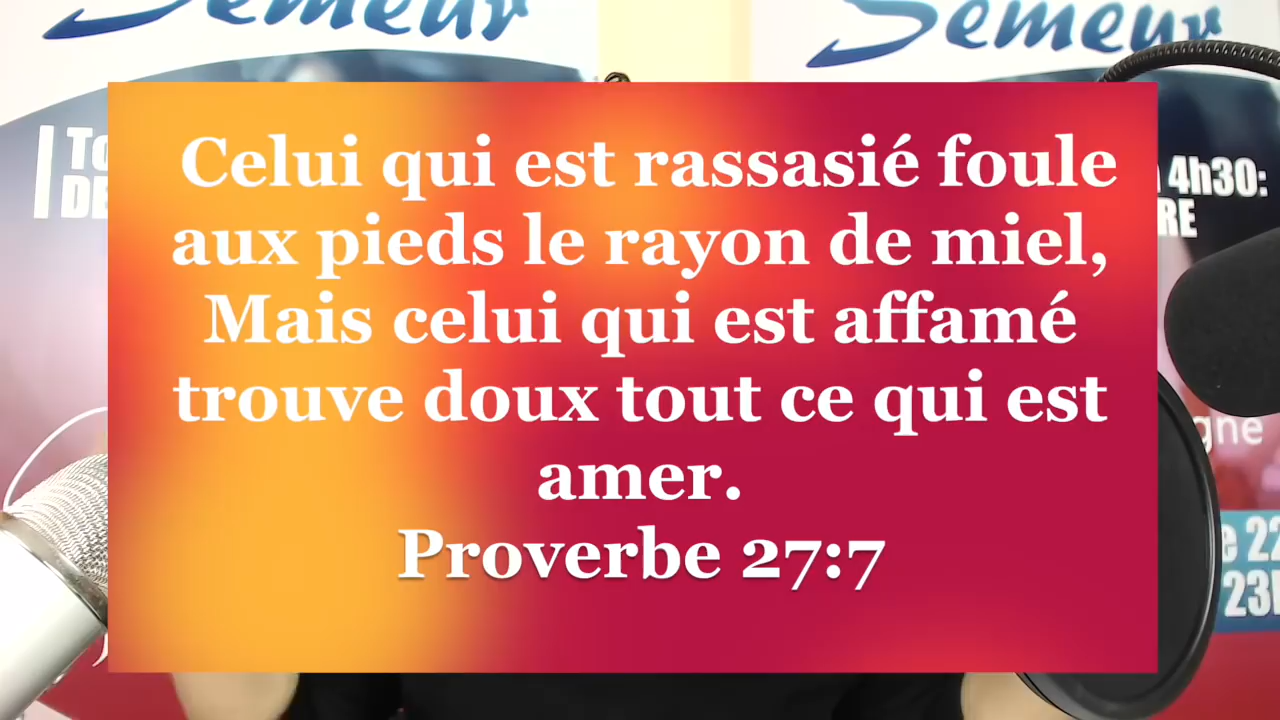 Semeur
Semeur
4h30:
Celui qui est rassasié foule
aux pieds le rayon de miel,
Mais celui qui est affamé
trouve doux tout ce qui est
amer.
Proverbe 27:7